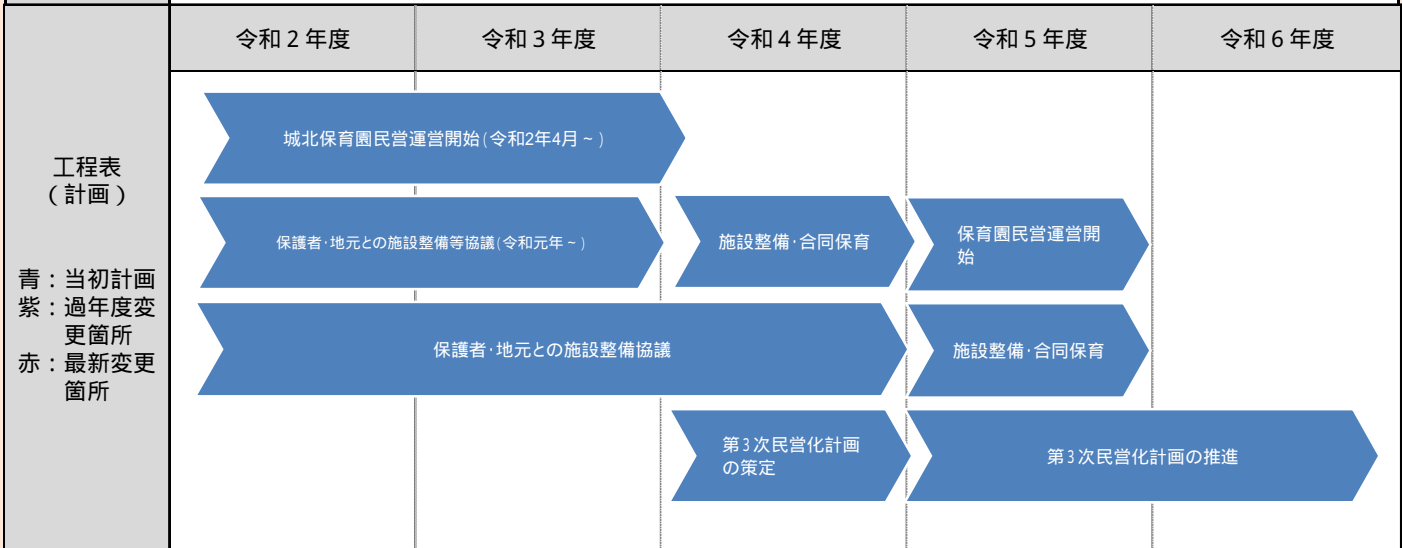 令和２年度
令和３年度
令和４年度
令和５年度
令和６年度
工程表
（計画）
青：当初計画
紫：過年度変
更箇所
赤：最新変更
箇所
城北保育園民営運営開始(令和2年4月～)
保護者･地元との施設整備等協議(令和元年～)
施設整備･合同保育
保育園民営運営開
始
保護者･地元との施設整備協議
施設整備･合同保育
第3次民営化計画
の策定
第3次民営化計画の推進